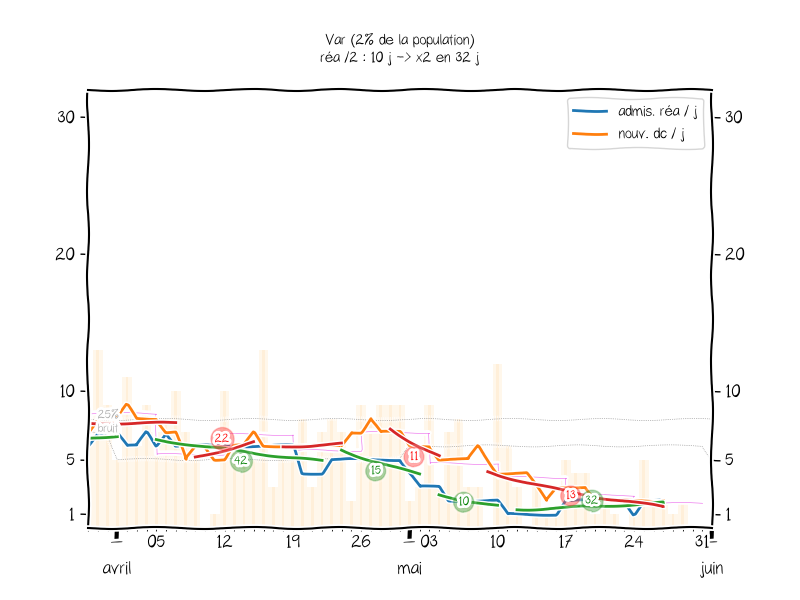 Var (2% de la population)
réa /2 : 10 j -> x2 en 32 j
admis. réa / j
nouv. dc / j
30 30
20 20
10 10
25%
bruit
5 5
1 1
22
42
11
15
10
13
32
05 12 19 26 03 10 17 24 31
avril mai juin